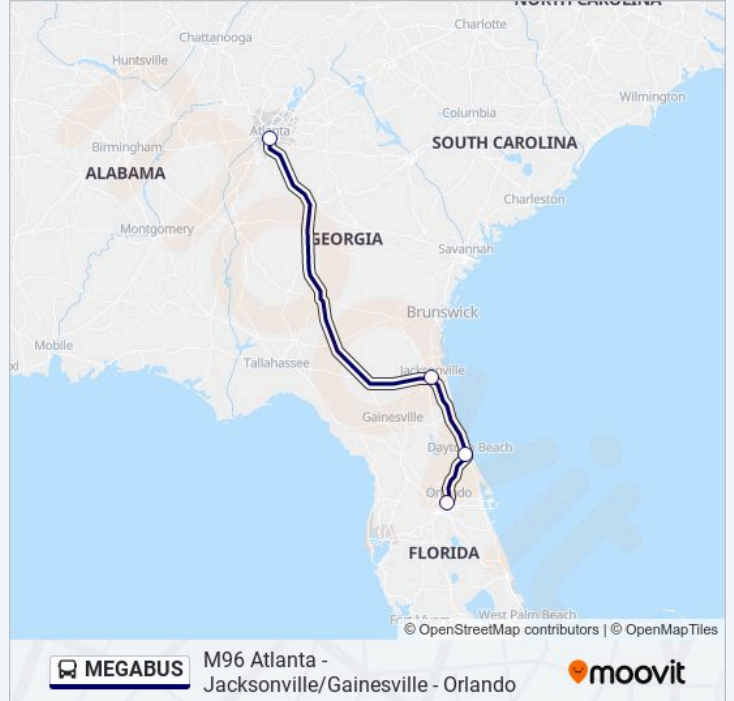 NORTH CAROLINA
Chattanooga
Charlotte
Huntsville
Wilmington
Columbia
Atlanta
SOUTH CAROLINA
Birmingham
ALABAMA
Charleston
Montgomery
GEORGIA
Savannah
Brunswick
Mobile
Tallahassee
Jacksonville
Gainesville
Daytona Beach
Orlando
FLORIDA
West Palm Beach
Fort Myers
© OpenStreetMap contributors | © OpenMapTiles
MEGABUS
M96 Atlanta -
Jacksonville/Gainesville - Orlando
moovit